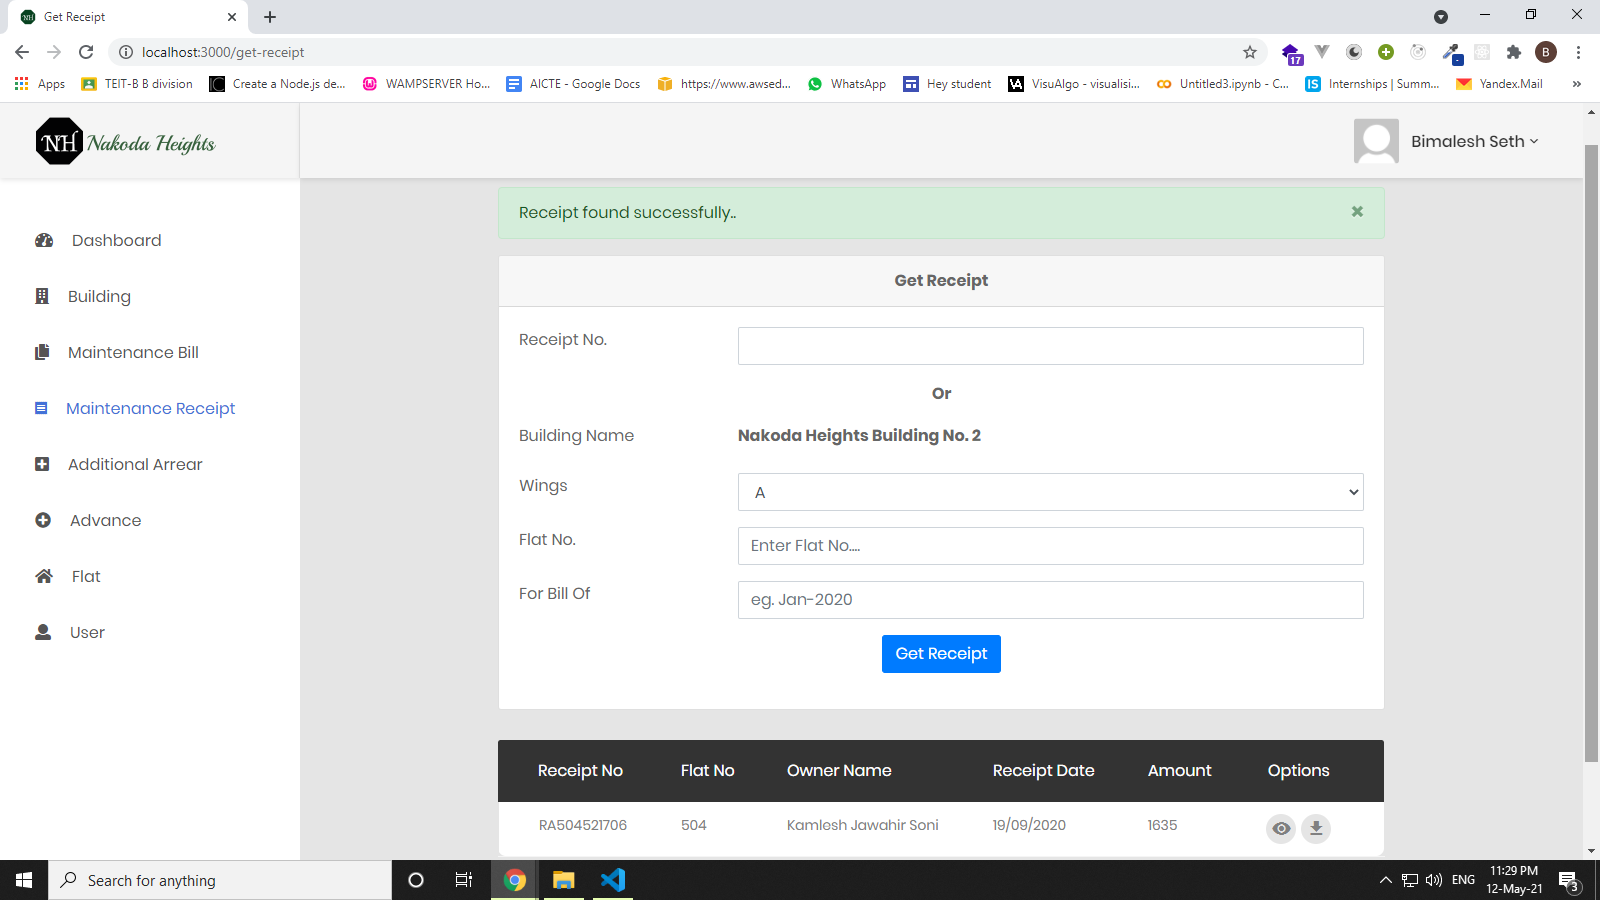 Get Receipt
localhost:3000/get-receipt
17
B
Apps
TEIT-B B division
Create a Node.js de...
WAMPSERVER Ho...
AICTE - Google Docs
https://www.awsed...
WhatsApp
Hey student
VisuAlgo - visualisi...
Untitled3.ipynb - C...
Internships | Summ...
Yandex.Mail
»
NH Nakoda Heights
Bimalesh Seth
Dashboard
Building
Maintenance Bill
Maintenance Receipt
Additional Arrear
Advance
Flat
User
Receipt found successfully..
Get Receipt
Receipt No.
Or
Building Name Nakoda Heights Building No. 2
Wings A
Flat No. Enter Flat No....
For Bill Of eg. Jan-2020
Get Receipt
Receipt No Flat No Owner Name Receipt Date Amount Options
RA504521706 504 Kamlesh Jawahir Soni 19/09/2020 1635
Search for anything
ENG
11:29 PM
12-May-21
3